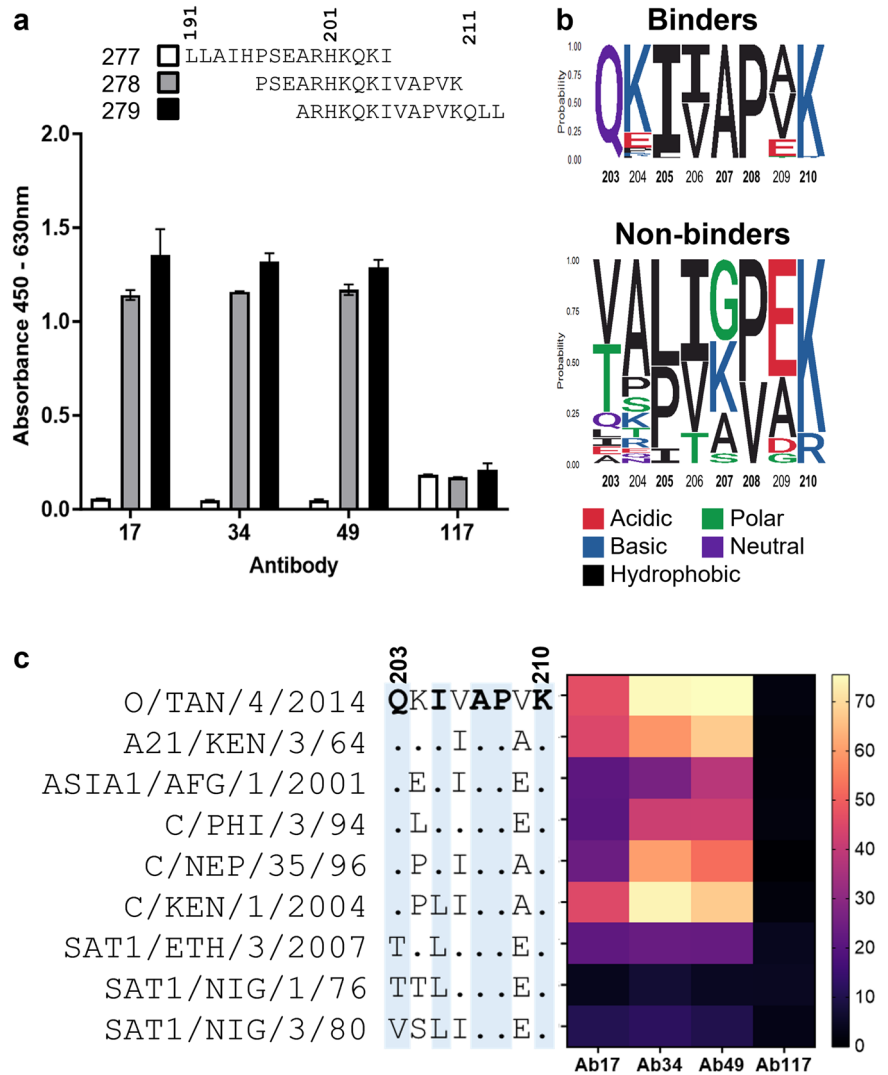 a
191
201
211
277 LLAIHPSEARHKQKI
278 PSEARHKQKIVAPVK
279 ARHKQKIVAPVKQLL
Absorbance 450 - 630nm
2.0
1.5
1.0
0.5
0.0
17 34 49 117
Antibody
b
Binders
Probability
1.00
0.75
0.50
0.25
0.00
Q K I I A P A K
E V V
E
203 204 205 206 207 208 209 210
Non-binders
Probability
1.00
0.75
0.50
0.25
0.00
V A L I G P E K
T P P V K V A R
Q S I T A D
L K S G
I T
E R
A
N
203 204 205 206 207 208 209 210
Acidic Polar
Basic Neutral
Hydrophobic
c
203 210
O/TAN/4/2014 QKIVAPVK
A21/KEN/3/64 ...I..A.
ASIA1/AFG/1/2001 .E.I..E.
C/PHI/3/94 .L....E.
C/NEP/35/96 .P.I..A.
C/KEN/1/2004 .PLI..A.
SAT1/ETH/3/2007 T.L...E.
SAT1/NIG/1/76 TTL...E.
SAT1/NIG/3/80 VSLI..E.
70
60
50
40
30
20
10
0
Ab17 Ab34 Ab49 Ab117